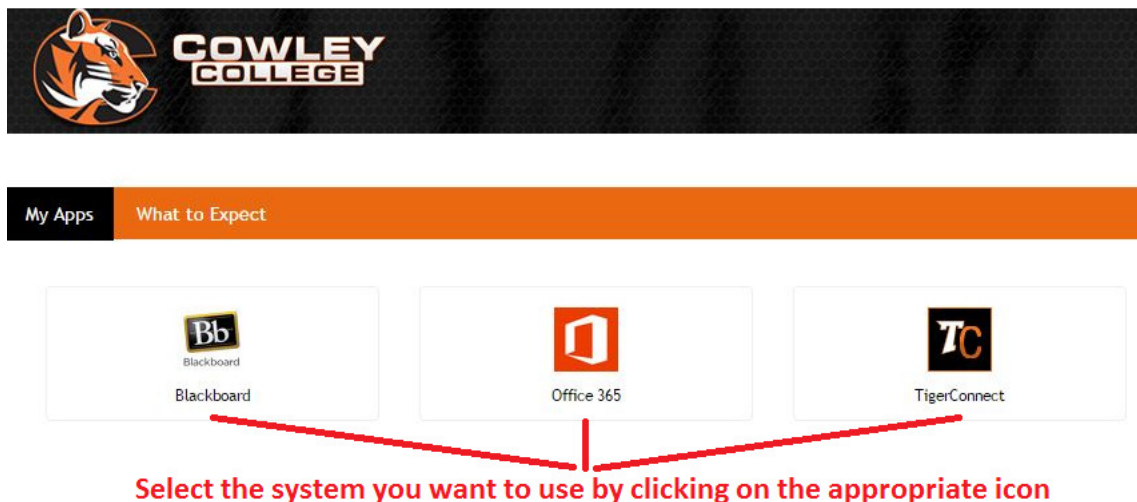 COWLEY
COLLEGE
My Apps What to Expect
Bb TC
Blackboard
Blackboard Office 365 TigerConnect
Select the system you want to use by clicking on the appropriate icon